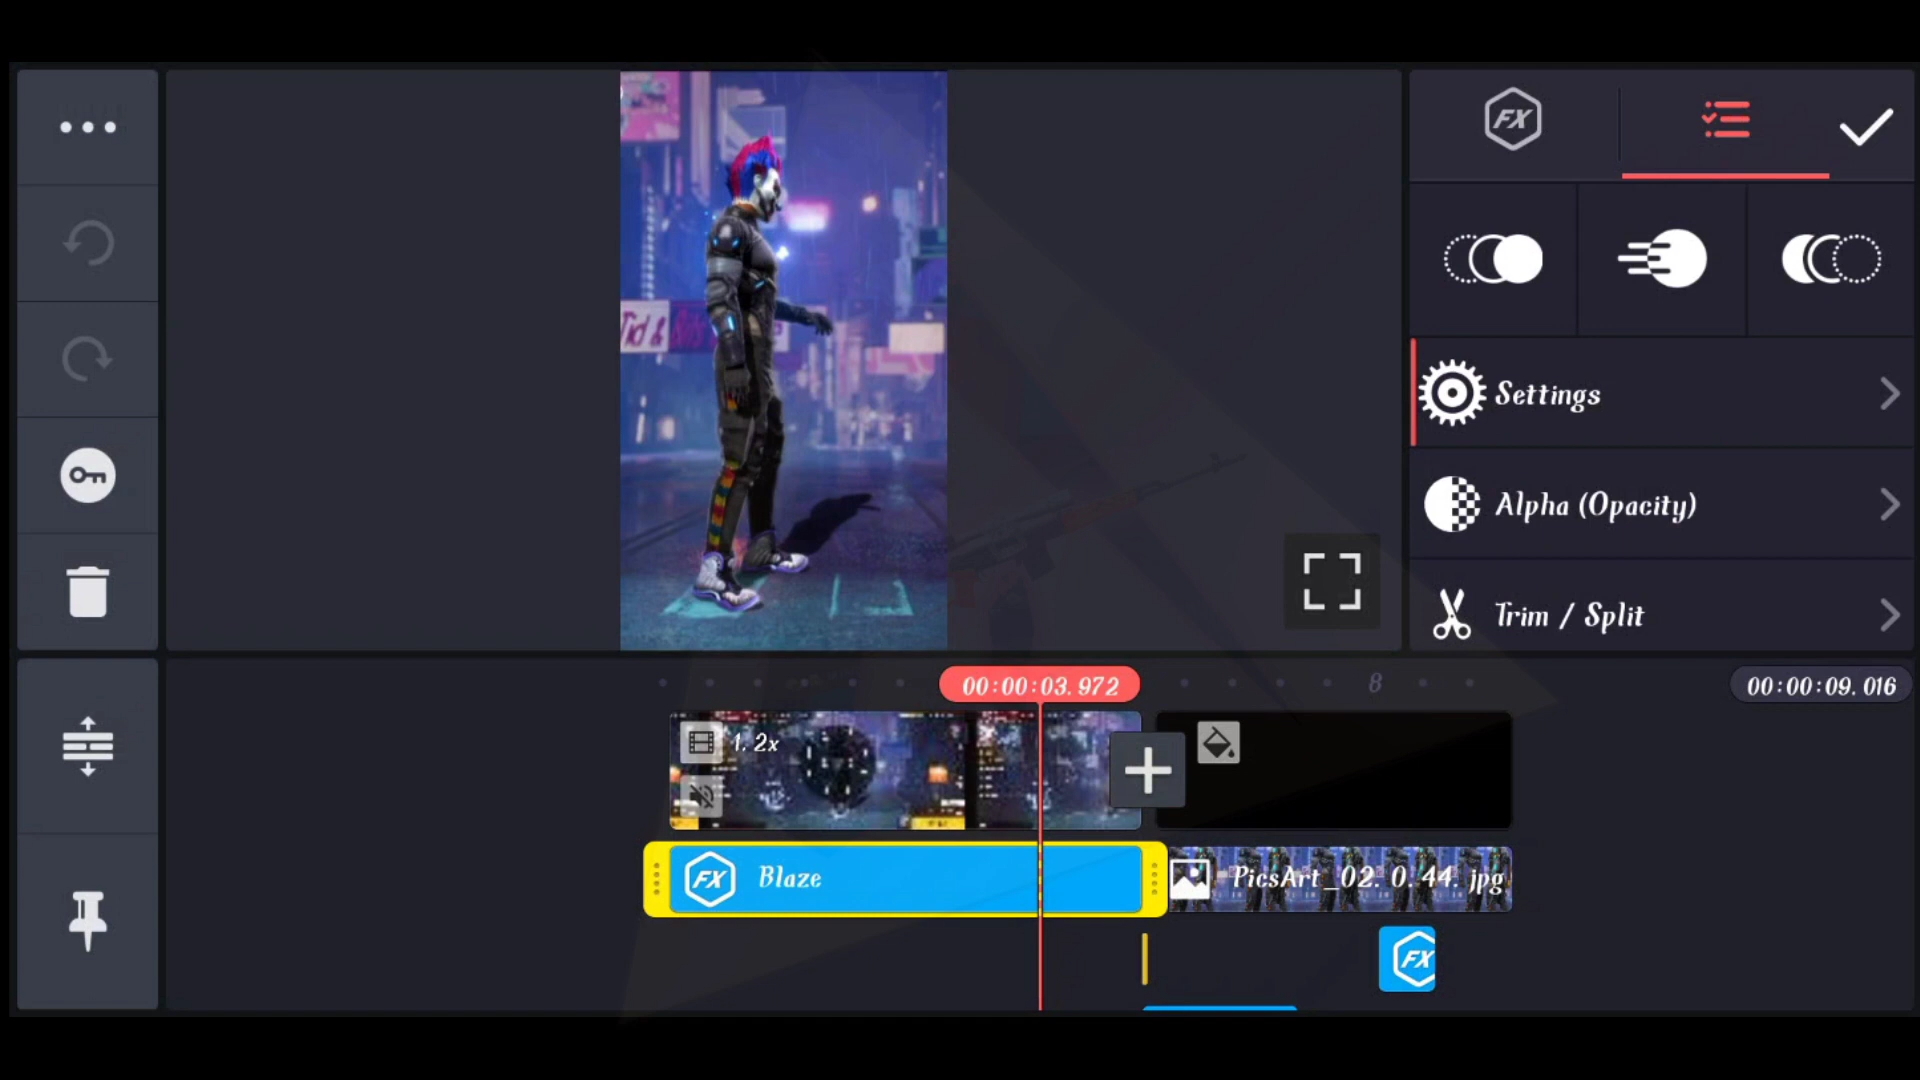 FX
Tid &
Settings
Alpha (Opacity)
Trim / Split
00:00:03.972
8
00:00:09.016
1.2x
FX Blaze
PicsArt_02. 0. 44. jpg
FX